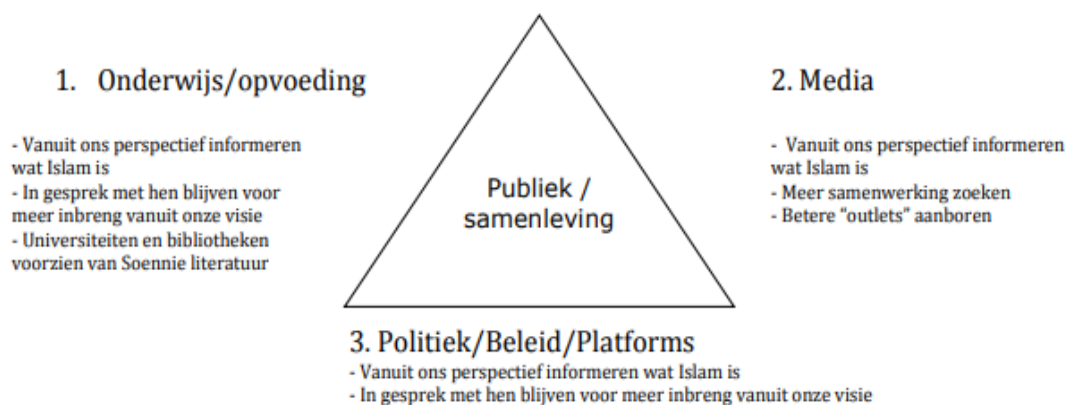 1. Onderwijs/opvoeding
- Vanuit ons perspectief informeren
wat Islam is
- In gesprek met hen blijven voor
meer inbreng vanuit onze visie
- Universiteiten en bibliotheken
voorzien van Soennie literatuur
Publiek /
samenleving
2. Media
- Vanuit ons perspectief informeren
wat Islam is
- Meer samenwerking zoeken
- Betere “outlets” aanboren
3. Politiek/Beleid/Platforms
- Vanuit ons perspectief informeren wat Islam is
- In gesprek met hen blijven voor meer inbreng vanuit onze visie